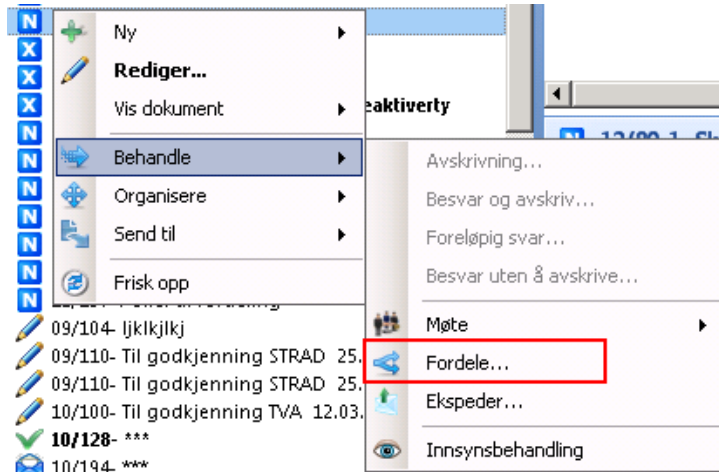 Ny
Rediger...
Vis dokument
eaktiverty
Behandle
Organisere
Send til
Frisk opp
Avskrivning...
Besvar og avskriv...
Foreløpig svar...
Besvar uten å avskrive...
Møte
Fordele...
Ekspeder...
Innsynsbehandling
09/104- ljklkjlkj
09/110- Til godkjenning STRAD 25.
09/110- Til godkjenning STRAD 25.
10/100- Til godkjenning TVA 12.03.
10/128- ***
10/194- ***
N
X
X
X
N
N
N
N
N
N
N
N